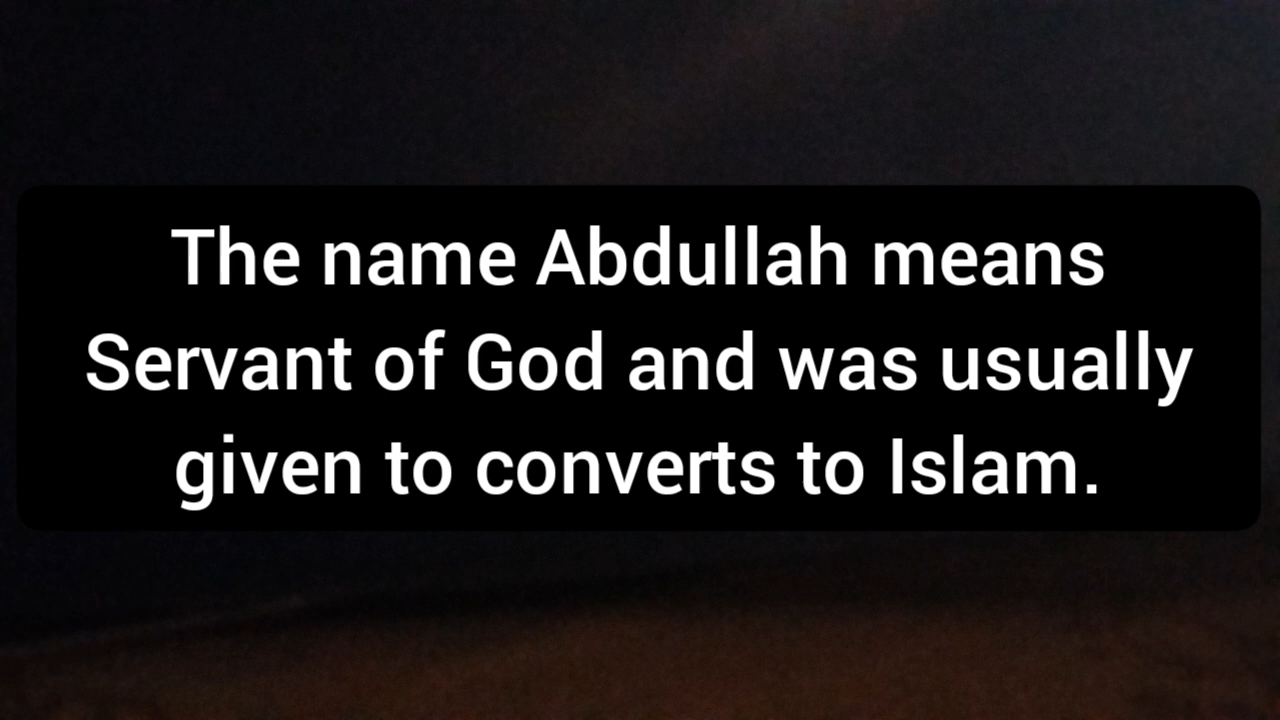 The name Abdullah means
Servant of God and was usually
given to converts to Islam.